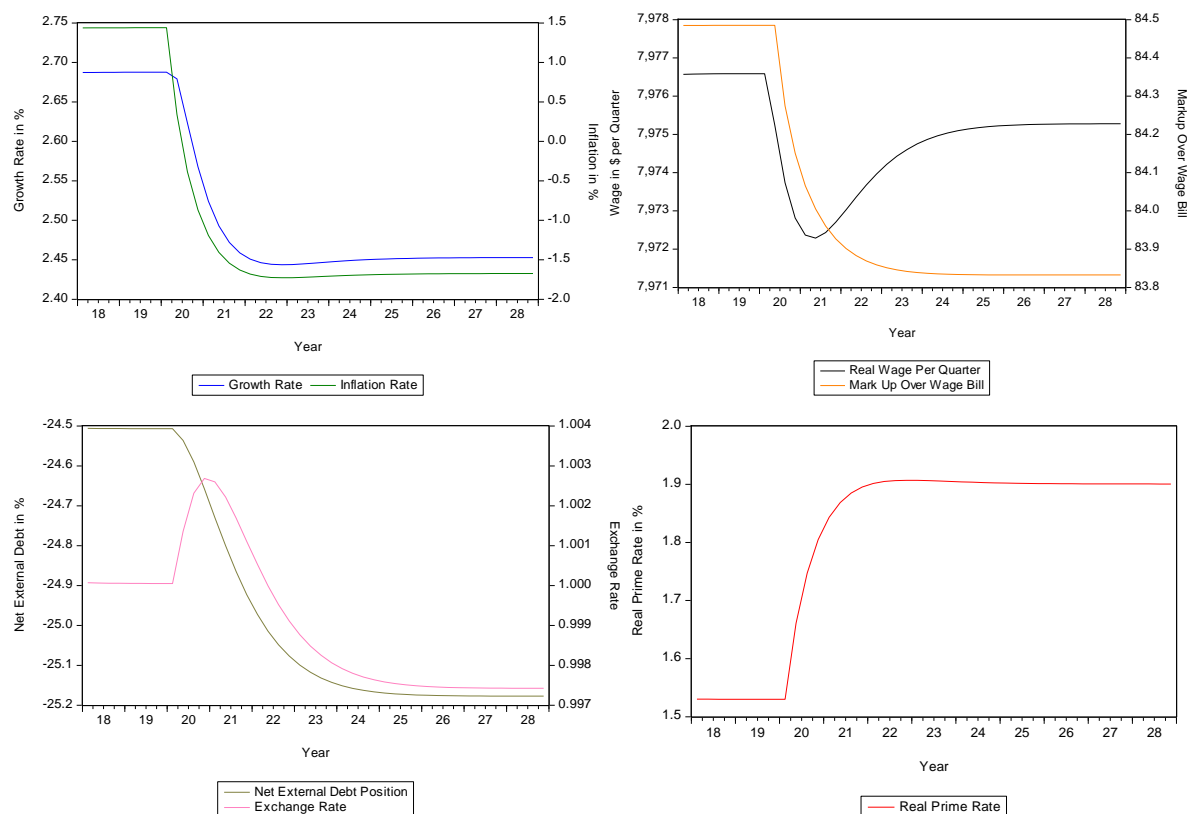 2.75
2.70
2.65
2.60
2.55
2.50
2.45
2.40
Growth Rate in %
1.5
1.0
0.5
0.0
-0.5
-1.0
-1.5
-2.0
Inflation in %
18 19 20 21 22 23 24 25 26 27 28
Year
Growth Rate Inflation Rate
7,978
7,977
7,976
7,975
7,974
7,973
7,972
7,971
Wage in $ per Quarter
84.5
84.4
84.3
84.2
84.1
84.0
83.9
83.8
Markup Over Wage Bill
18 19 20 21 22 23 24 25 26 27 28
Year
Real Wage Per Quarter
Mark Up Over Wage Bill
-24.5
-24.6
-24.7
-24.8
-24.9
-25.0
-25.1
-25.2
Net External Debt in %
1.004
1.003
1.002
1.001
1.000
0.999
0.998
0.997
Exchange Rate
18 19 20 21 22 23 24 25 26 27 28
Year
Net External Debt Position
Exchange Rate
2.0
1.9
1.8
1.7
1.6
1.5
Real Prime Rate in %
18 19 20 21 22 23 24 25 26 27 28
Year
Real Prime Rate